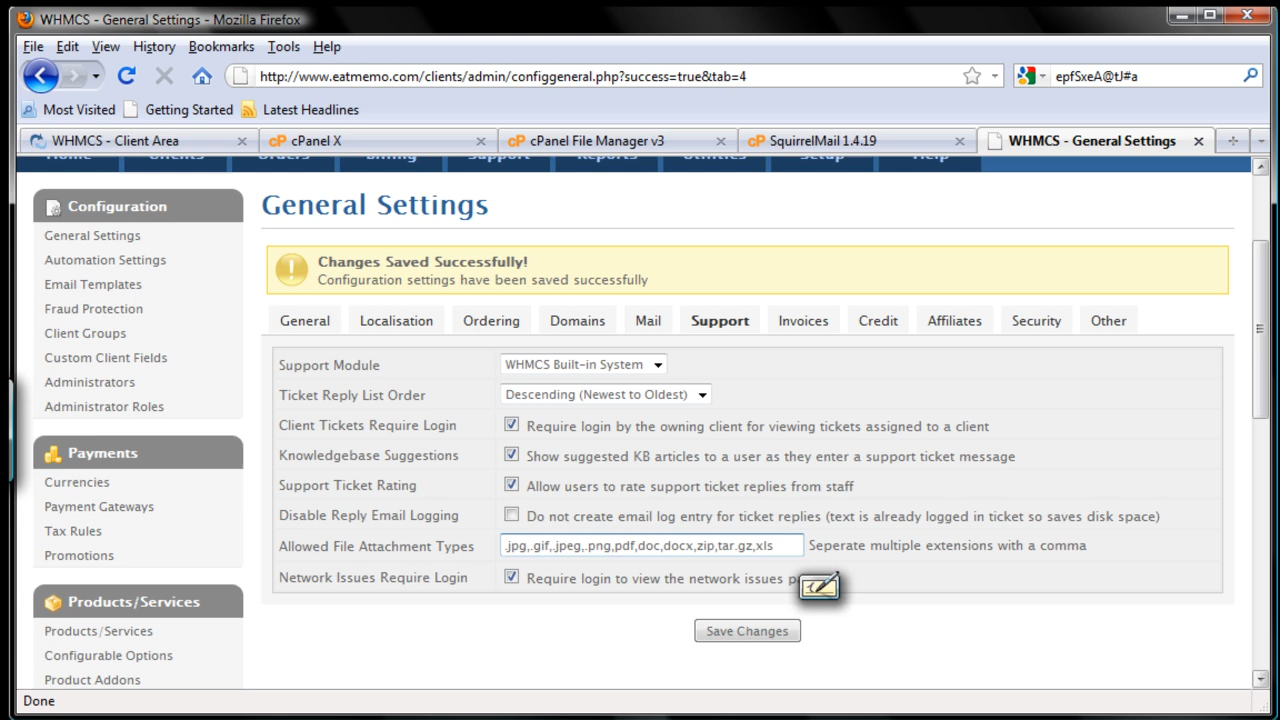 WHMCS - General Settings - Mozilla Firefox
File Edit View History Bookmarks Tools Help
http://www.eatmemo.com/clients/admin/configgeneral.php?success=true&tab=4
epfSxeA@tJ#a
Most Visited Getting Started Latest Headlines
WHMCS - Client Area cPanel X cPanel File Manager v3 SquirrelMail 1.4.19 WHMCS - General Settings
Home Clients Orders Billing Support Reports Utilities Setup Help
Configuration
General Settings
Automation Settings
Email Templates
Fraud Protection
Client Groups
Custom Client Fields
Administrators
Administrator Roles
Payments
Currencies
Payment Gateways
Tax Rules
Promotions
Products/Services
Products/Services
Configurable Options
Product Addons
General Settings
Changes Saved Successfully!
Configuration settings have been saved successfully
General Localisation Ordering Domains Mail Support Invoices Credit Affiliates Security Other
Support Module WHMCS Built-in System
Ticket Reply List Order Descending (Newest to Oldest)
Client Tickets Require Login Require login by the owning client for viewing tickets assigned to a client
Knowledgebase Suggestions Show suggested KB articles to a user as they enter a support ticket message
Support Ticket Rating Allow users to rate support ticket replies from staff
Disable Reply Email Logging Do not create email log entry for ticket replies (text is already logged in ticket so saves disk space)
Allowed File Attachment Types .jpg,.gif,.jpeg,.png,pdf,doc,docx,zip,tar.gz,xls Seperate multiple extensions with a comma
Network Issues Require Login Require login to view the network issues
Save Changes
Done